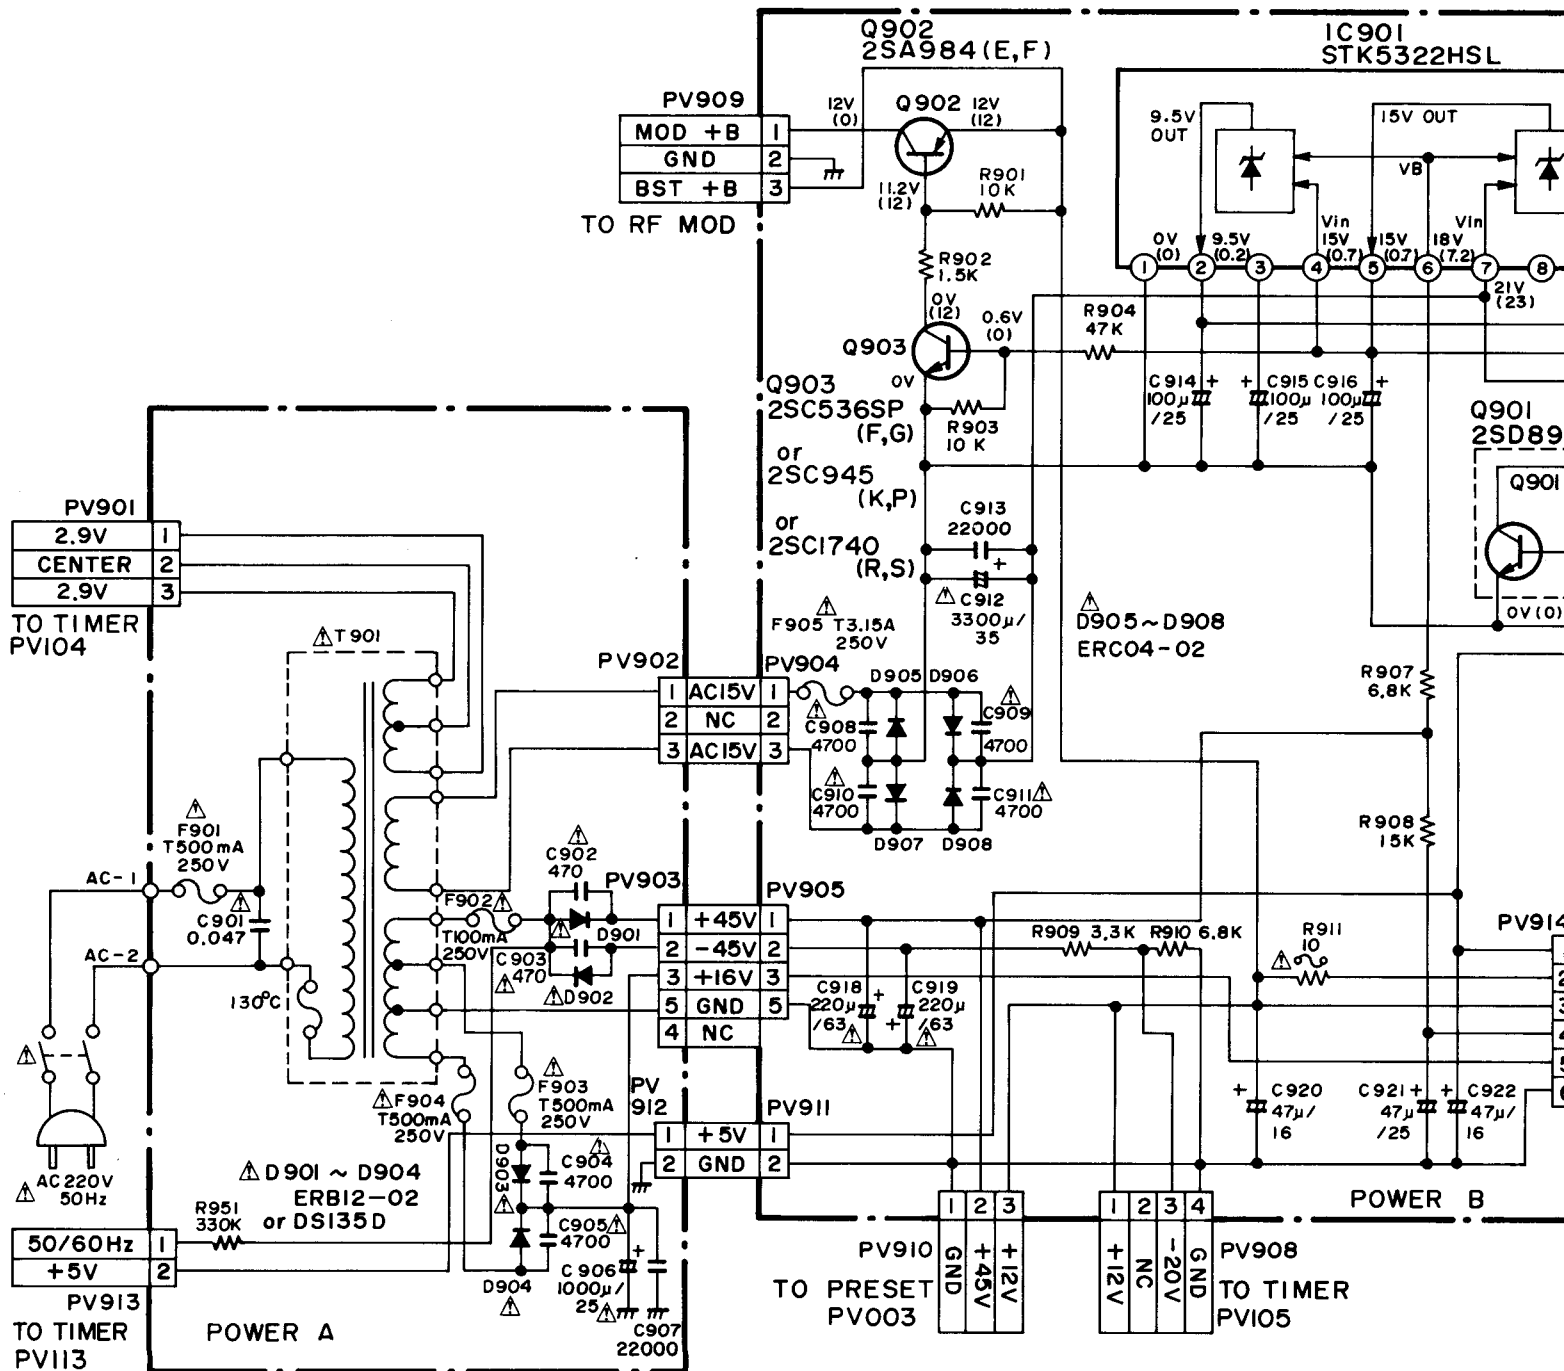 Q902
2SA984(E,F)
IC901
STK5322HSL
PV909
MOD +B 1
GND 2
BST +B 3
TO RF MOD
12V
(0)
Q902
12V
(12)
11.2V
(12)
R901
10K
R902
1.5K
0V
(12)
0.6V
(0)
Q903
0V
R904
47K
R903
10K
Q903
2SC536SP
(F,G)
or
2SC945
(K,P)
or
2SC1740
(R,S)
9.5V
OUT
15V OUT
VB
Vin
Vin
0V
(0)
9.5V
(0.2)
15V
(0.7)
15V
(0.7)
18V
(7.2)
1 2 3 4 5 6 7 8
21V
(23)
C914
100µ
/25
+
C915
100µ
/25
+
C916
100µ
/25
+
Q901
2SD89
Q901
0V(0)
C913
22000
+
C912
3300µ/
35
D905~D908
ERC04-02
F905 T3.15A
250V
PV901
2.9V 1
CENTER 2
2.9V 3
TO TIMER
PV104
T901
PV902
PV904
1 AC15V 1
2 NC 2
3 AC15V 3
D905 D906
C908
4700
C909
4700
C910
4700
C911
4700
D907 D908
R907
6.8K
R908
15K
F901
T500mA
250V
AC-1
C901
0.047
AC-2
130°C
F902
T100mA
250V
C902
470
D901
C903
470
D902
PV903
PV905
1 +45V 1
2 -45V 2
3 +16V 3
5 GND 5
4 NC
R909 3.3K
R910 6.8K
R911
10
PV914
C918
220µ
/63
+
C919
220µ
/63
+
+ C920
47µ/
16
C921 +
47µ
/25
+ C922
47µ/
16
F904
T500mA
250V
F903
T500mA
250V
PV
912
PV911
1 +5V 1
2 GND 2
AC220V
50Hz
D901 ~ D904
ERB12-02
or DS135D
D903
C904
4700
C905
4700
D904
+
C906
1000µ/
25
C907
22000
R951
330K
50/60Hz 1
+5V 2
PV913
TO TIMER
PV113
POWER A
POWER B
PV910
1 2 3
GND
+45V
+12V
TO PRESET
PV003
1 2 3 4
+12V
NC
-20V
GND
PV908
TO TIMER
PV105